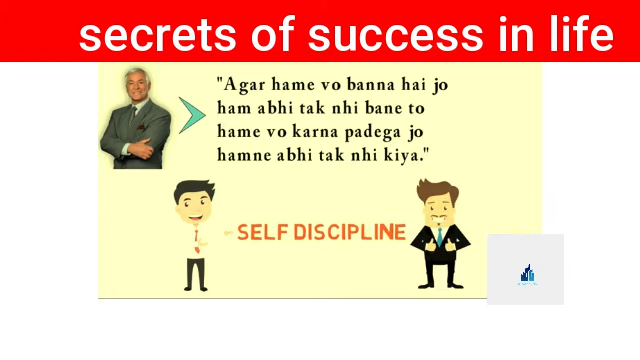 secrets of success in life
"Agar hame vo banna hai jo
ham abhi tak nhi bane to
hame vo karna padega jo
hamne abhi tak nhi kiya."
SELF DISCIPLINE